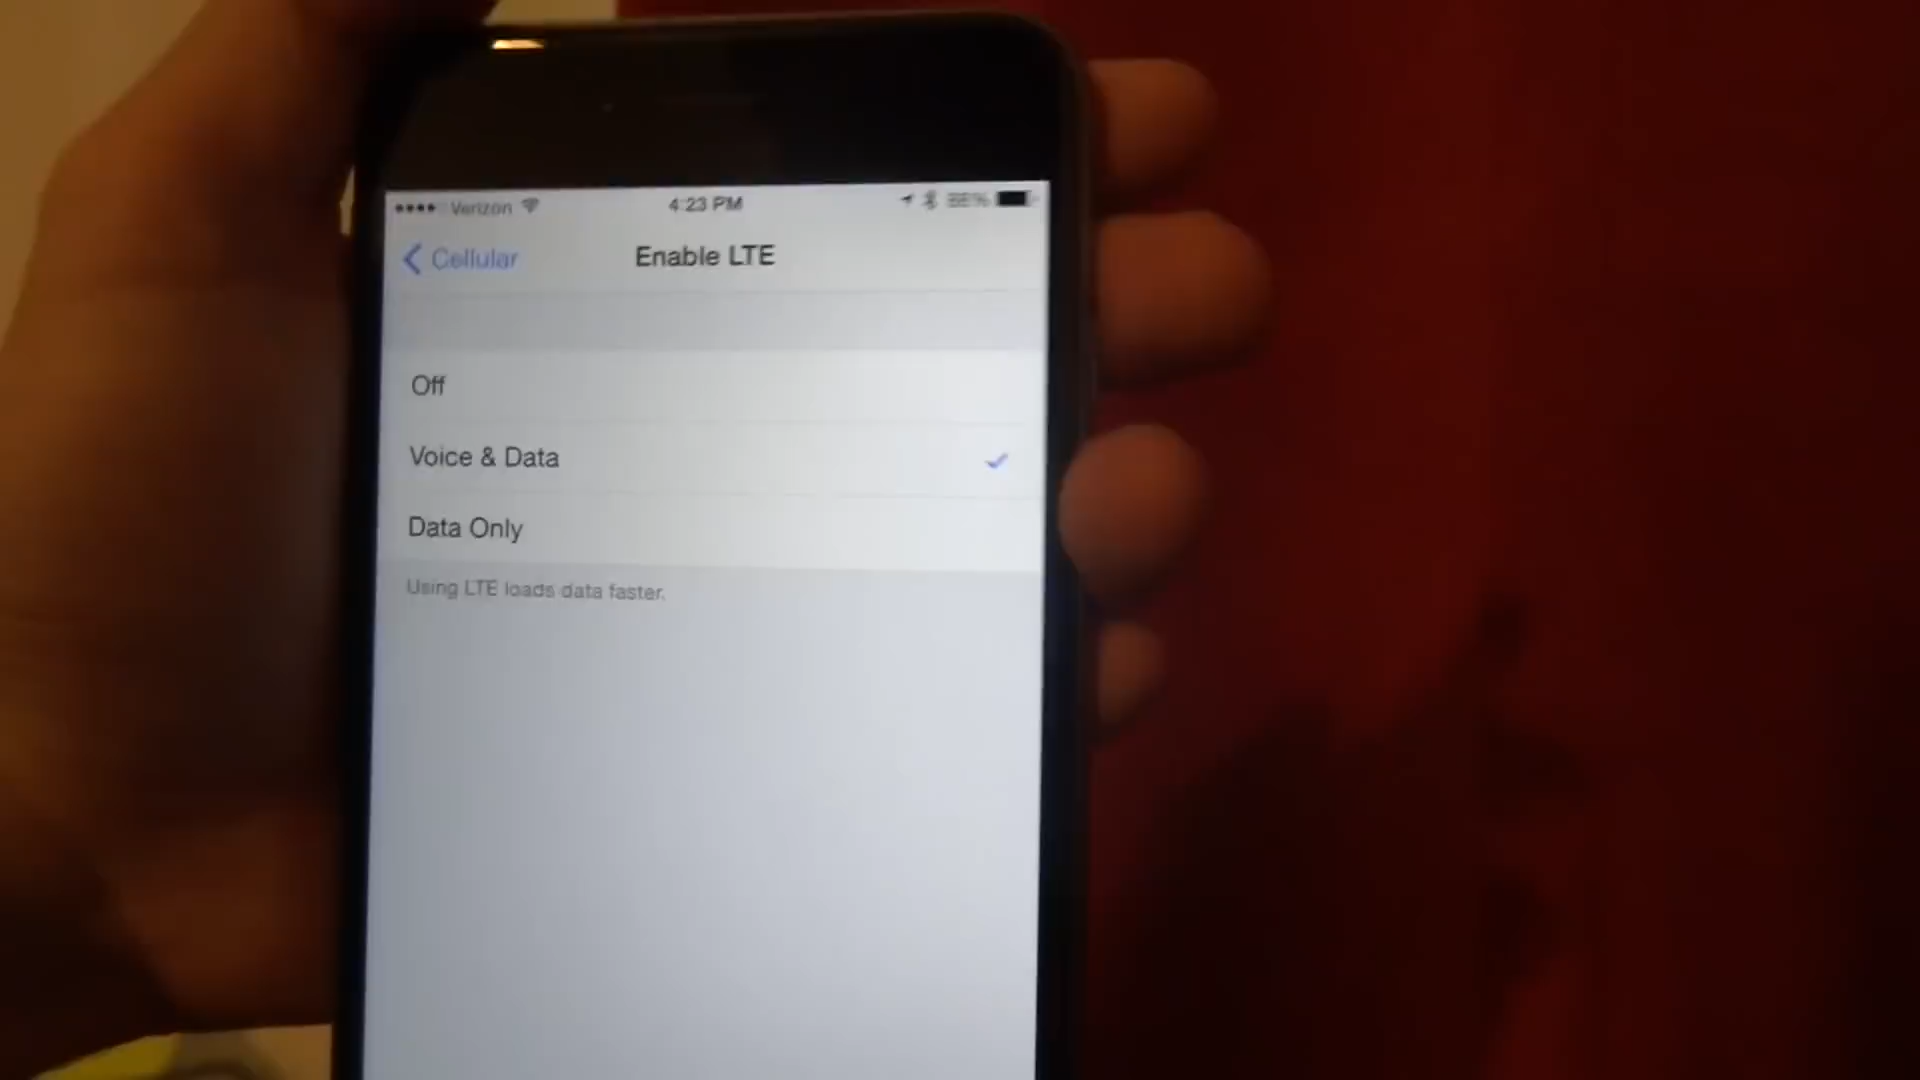 Verizon 4:23 PM
Cellular Enable LTE
Off
Voice & Data
Data Only
Using LTE loads data faster.